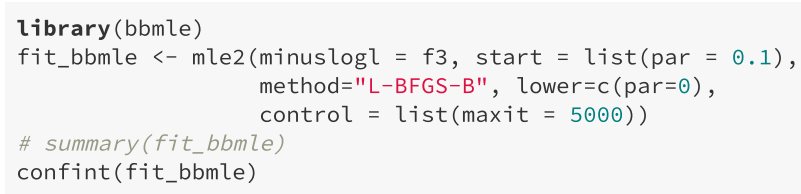 library(bbmle)
fit_bbmle <- mle2(minuslogl = f3, start = list(par = 0.1),
                  method="L-BFGS-B", lower=c(par=0),
                  control = list(maxit = 5000))
# summary(fit_bbmle)
confint(fit_bbmle)